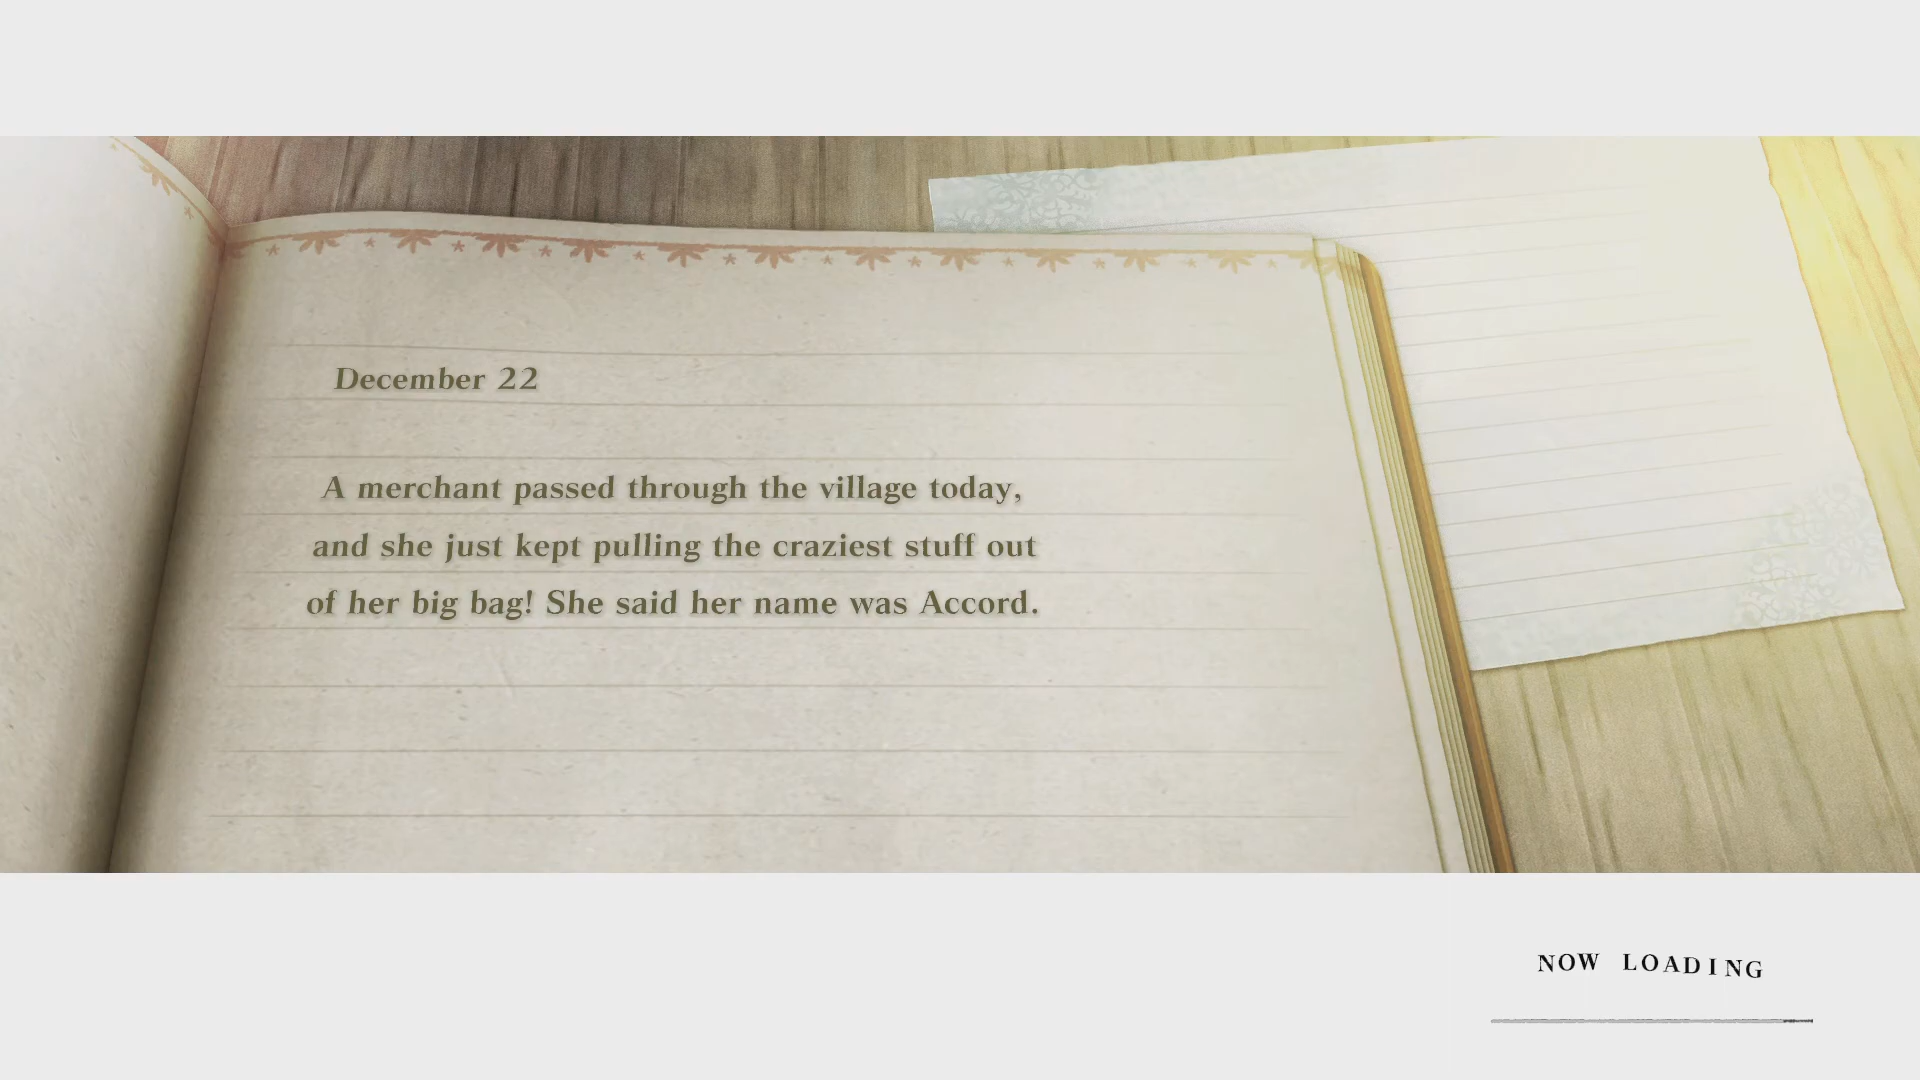 December 22
A merchant passed through the village today,
and she just kept pulling the craziest stuff out
of her big bag! She said her name was Accord.
NOW LOADING